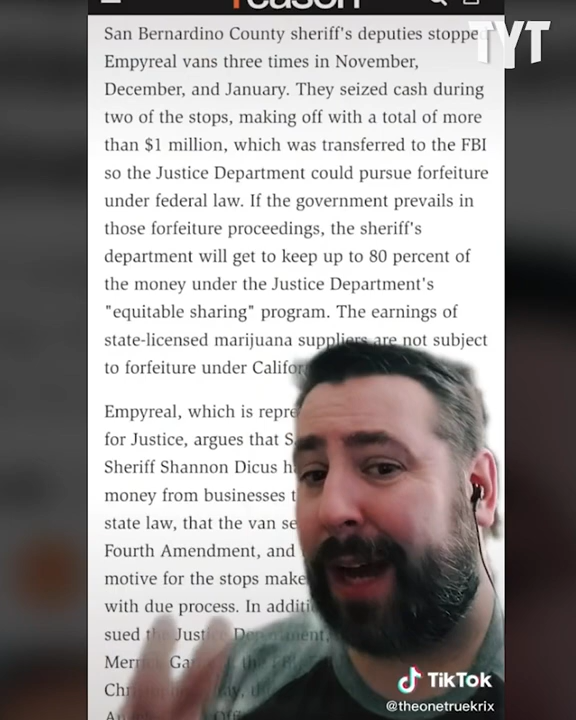 reason
TYT
San Bernardino County sheriff's deputies stopped
Empyreal vans three times in November,
December, and January. They seized cash during
two of the stops, making off with a total of more
than $1 million, which was transferred to the FBI
so the Justice Department could pursue forfeiture
under federal law. If the government prevails in
those forfeiture proceedings, the sheriff's
department will get to keep up to 80 percent of
the money under the Justice Department's
"equitable sharing" program. The earnings of
state-licensed marijuana suppliers are not subject
to forfeiture under Califor
Empyreal, which is repre
for Justice, argues that S
Sheriff Shannon Dicus h
money from businesses t
state law, that the van se
Fourth Amendment, and
motive for the stops make
with due process. In additi
sued the Justice Department,
Merrick Gar
TikTok
@theonetruekrix